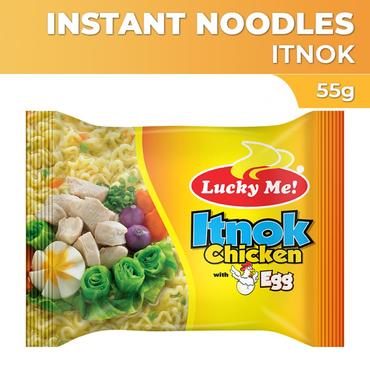 INSTANT NOODLES
ITNOK
55g
Lucky Me!
Itnok
Chicken
with Egg